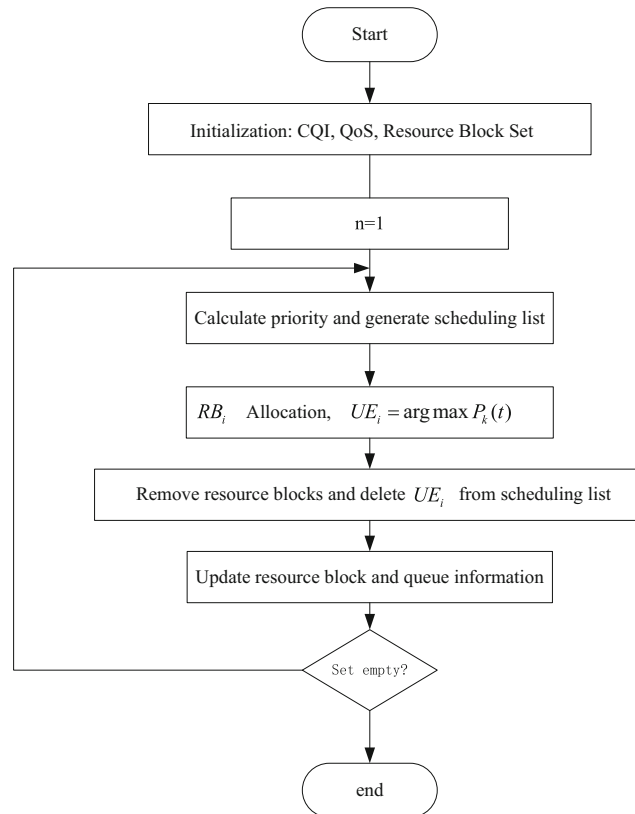 Start
Initialization: CQI, QoS, Resource Block Set
n=1
Calculate priority and generate scheduling list
RB_i Allation, UE_i = arg max P_k(t)
Remove resource blocks and delete UE_i from scheduling list
Update resource block and queue information
Set empty?
end